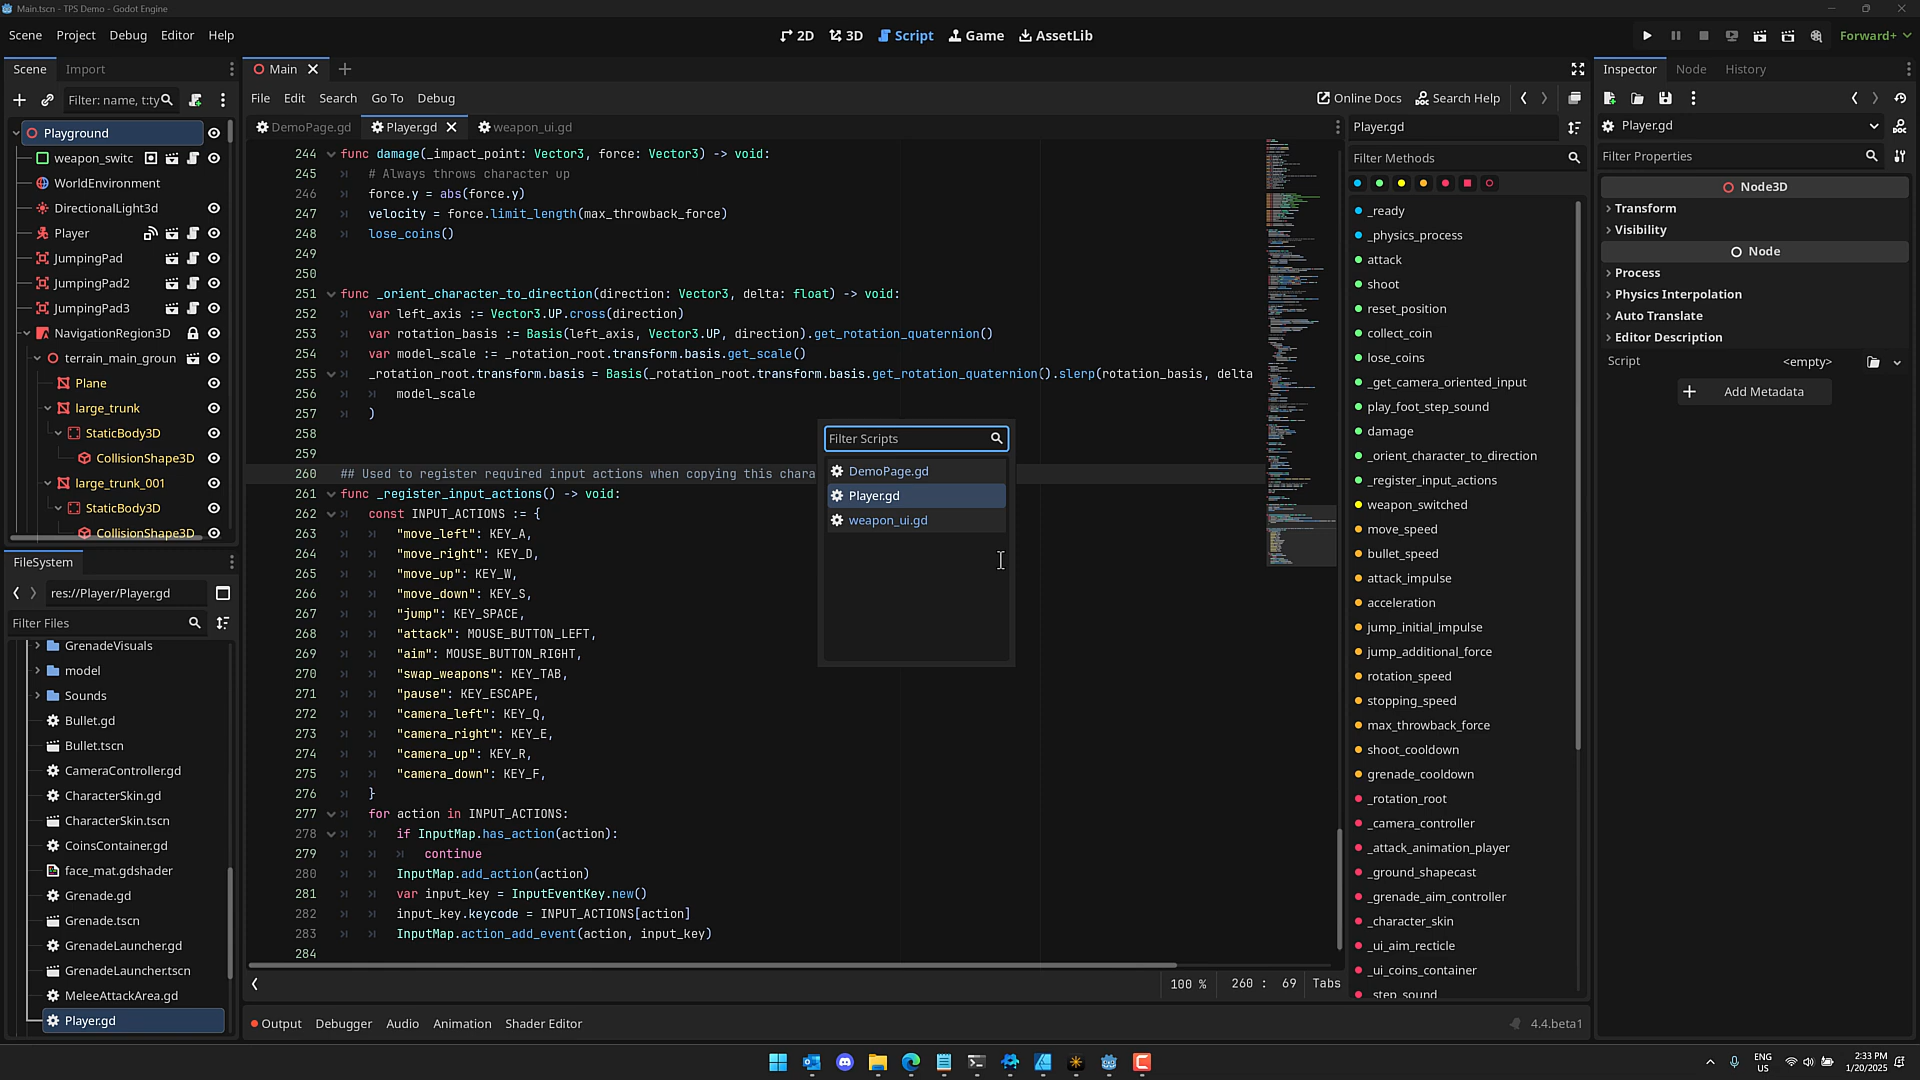 Main.tscn - TPS Demo - Godot Engine
Scene Project Debug Editor Help
2D 3D Script Game AssetLib
Forward+
Scene Import
Filter: name, t:ty
Playground
weapon_switc
WorldEnvironment
DirectionalLight3d
Player
JumpingPad
JumpingPad2
JumpingPad3
NavigationRegion3D
terrain_main_groun
Plane
large_trunk
StaticBody3D
CollisionShape3D
large_trunk_001
StaticBody3D
CollisionShape3D
FileSystem
res://Player/Player.gd
Filter Files
GrenadeVisuals
model
Sounds
Bullet.gd
Bullet.tscn
CameraController.gd
CharacterSkin.gd
CharacterSkin.tscn
CoinsContainer.gd
face_mat.gdshader
Grenade.gd
Grenade.tscn
GrenadeLauncher.gd
GrenadeLauncher.tscn
MeleeAttackArea.gd
Player.gd
Main
File Edit Search Go To Debug
Online Docs Search Help
DemoPage.gd Player.gd weapon_ui.gd
244 func damage(_impact_point: Vector3, force: Vector3) -> void:
245 # Always throws character up
246 force.y = abs(force.y)
247 velocity = force.limit_length(max_throwback_force)
248 lose_coins()
249
250
251 func _orient_character_to_direction(direction: Vector3, delta: float) -> void:
252 var left_axis := Vector3.UP.cross(direction)
253 var rotation_basis := Basis(left_axis, Vector3.UP, direction).get_rotation_quaternion()
254 var model_scale := _rotation_root.transform.basis.get_scale()
255 _rotation_root.transform.basis = Basis(_rotation_root.transform.basis.get_rotation_quaternion().slerp(rotation_basis, delta
256 model_scale
257 )
258
259
260 ## Used to register required input actions when copying this chara
261 func _register_input_actions() -> void:
262 const INPUT_ACTIONS := {
263 "move_left": KEY_A,
264 "move_right": KEY_D,
265 "move_up": KEY_W,
266 "move_down": KEY_S,
267 "jump": KEY_SPACE,
268 "attack": MOUSE_BUTTON_LEFT,
269 "aim": MOUSE_BUTTON_RIGHT,
270 "swap_weapons": KEY_TAB,
271 "pause": KEY_ESCAPE,
272 "camera_left": KEY_Q,
273 "camera_right": KEY_E,
274 "camera_up": KEY_R,
275 "camera_down": KEY_F,
276 }
277 for action in INPUT_ACTIONS:
278 if InputMap.has_action(action):
279 continue
280 InputMap.add_action(action)
281 var input_key = InputEventKey.new()
282 input_key.keycode = INPUT_ACTIONS[action]
283 InputMap.action_add_event(action, input_key)
284
Filter Scripts
DemoPage.gd
Player.gd
weapon_ui.gd
100 % 260 : 69 Tabs
Output Debugger Audio Animation Shader Editor
4.4.beta1
Player.gd
Filter Methods
_ready
_physics_process
attack
shoot
reset_position
collect_coin
lose_coins
_get_camera_oriented_input
play_foot_step_sound
damage
_orient_character_to_direction
_register_input_actions
weapon_switched
move_speed
bullet_speed
attack_impulse
acceleration
jump_initial_impulse
jump_additional_force
rotation_speed
stopping_speed
max_throwback_force
shoot_cooldown
grenade_cooldown
_rotation_root
_camera_controller
_attack_animation_player
_ground_shapecast
_grenade_aim_controller
_character_skin
_ui_aim_recticle
_ui_coins_container
_step_sound
Inspector Node History
Player.gd
Filter Properties
Node3D
Transform
Visibility
Node
Process
Physics Interpolation
Auto Translate
Editor Description
Script <empty>
Add Metadata
ENG
US
2:33 PM
1/20/2025